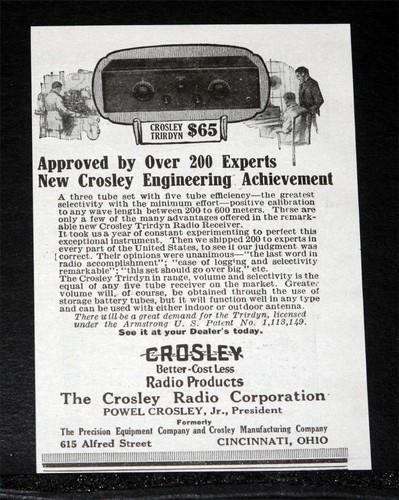 CROSLEY
TRIRDYN $65
Approved by Over 200 Experts
New Crosley Engineering Achievement
A three tube set with five tube efficiency—the greatest
selectivity with the minimum effort—positive calibration
to any wave length between 200 to 600 meters. These are
only a few of the many advantages offered in the remark-
able new Crosley Trirdyn Radio Receiver.
It took us a year of constant experimenting to perfect this
exceptional instrument. Then we shipped 200 to experts in
every part of the United States, to see if our judgment was
correct. Their opinions were unanimous—"the last word in
radio accomplishment"; "ease of logging and selectivity
remarkable"; "this set should go over big," etc.
The Crosley Trirdyn in range, volume and selectivity is the
equal of any five tube receiver on the market. Greater
volume will, of course, be obtained through the use of
storage battery tubes, but it will function well in any type
and can be used with either indoor or outdoor antenna.
There will be a great demand for the Trirdyn, licensed
under the Armstrong U. S. Patent No. 1,113,149.
See it at your Dealer's today.
CROSLEY
Better-Cost Less
Radio Products
The Crosley Radio Corporation
POWEL CROSLEY, Jr., President
Formerly
The Precision Equipment Company and Crosley Manufacturing Company
615 Alfred Street CINCINNATI, OHIO